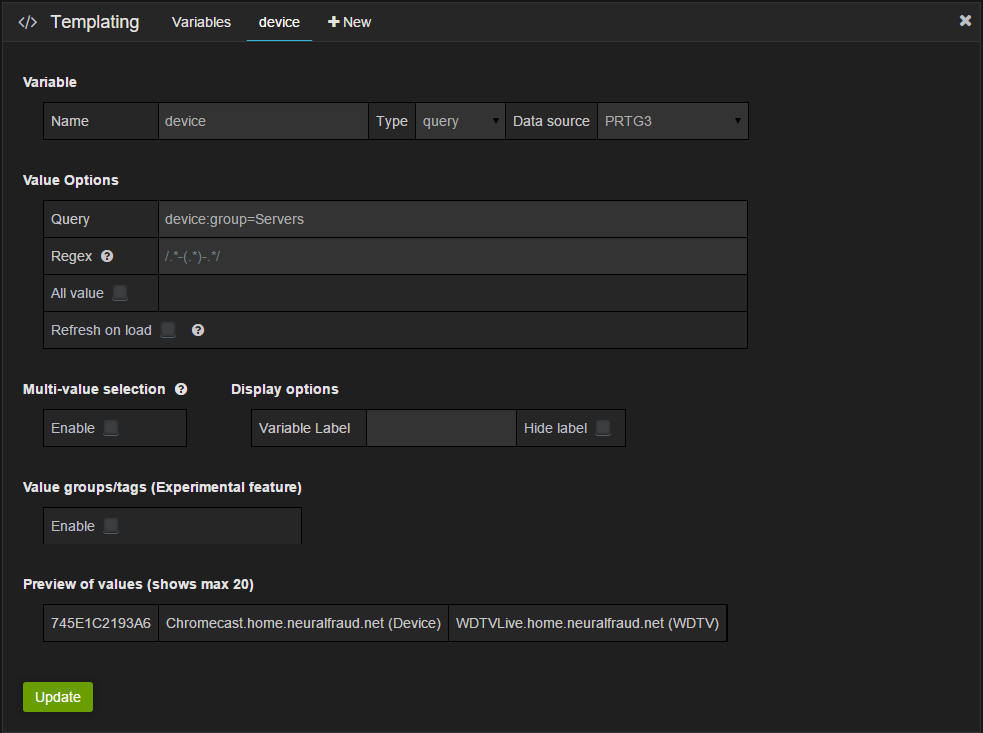 </> Templating Variables device + New ×
Variable
Name device Type query Data source PRTG3
Value Options
Query device:group=Servers
Regex ? /.*-(.*)-.*/
All value
Refresh on load ?
Multi-value selection ? Display options
Enable Variable Label Hide label
Value groups/tags (Experimental feature)
Enable
Preview of values (shows max 20)
745E1C2193A6 Chromecast.home.neuralfraud.net (Device) WDTVLive.home.neuralfraud.net (WDTV)
Update